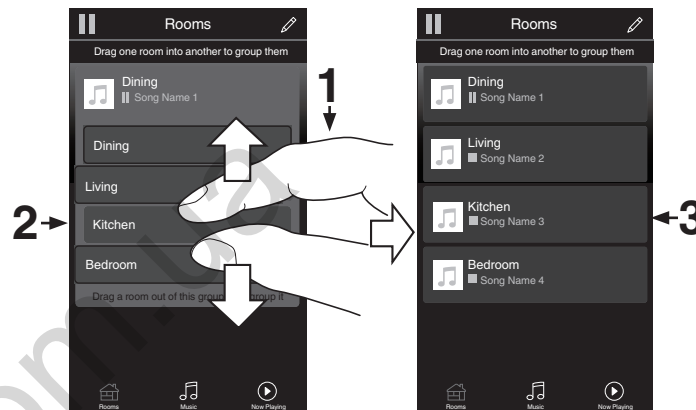 Rooms
Drag one room into another to group them
Dining
Song Name 1
Dining
Living
Kitchen
Bedroom
Drag a room out of this group
group it
Rooms
Music
Now Playing
1
2
Rooms
Drag one room into another to group them
Dining
Song Name 1
Living
Song Name 2
Kitchen
Song Name 3
Bedroom
Song Name 4
Rooms
Music
Now Playing
3
om.ua